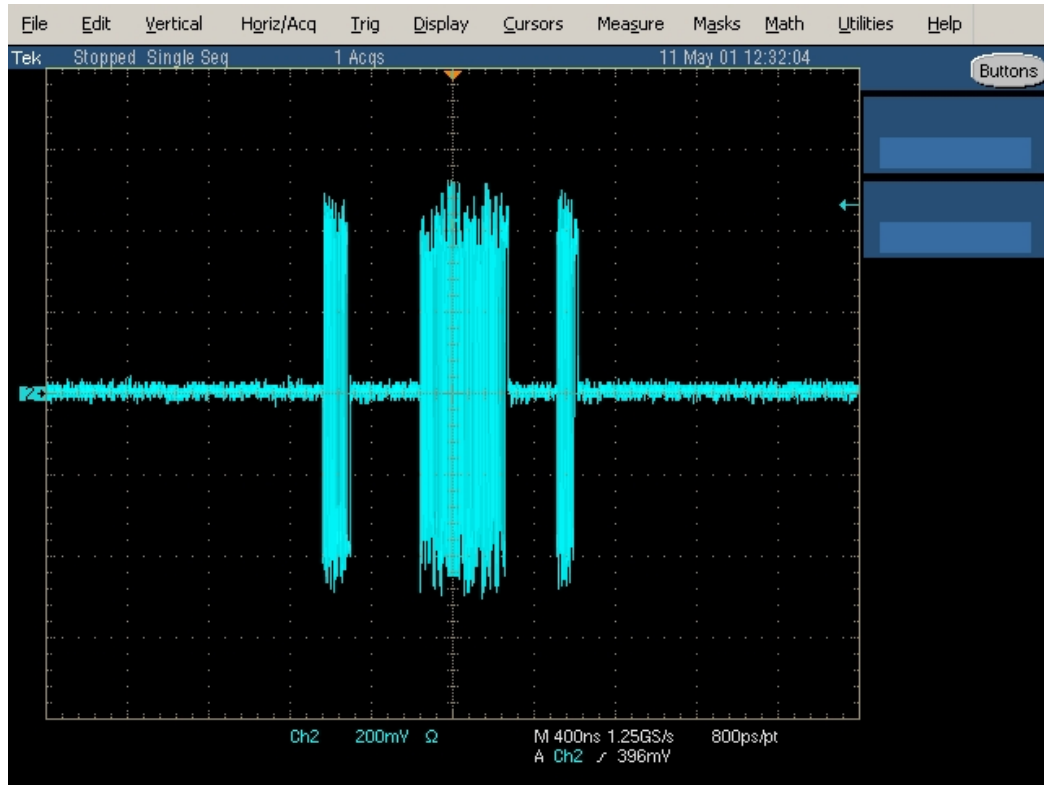 File Edit Vertical Horiz/Acq Trig Display Cursors Measure Masks Math Utilities Help
Tek Stopped Single Seq 1 Acqs 11 May 01 12:32:04
Buttons
2
Ch2 200mV Ω M 400ns 1.25GS/s 800ps/pt
A Ch2 ∕ 396mV